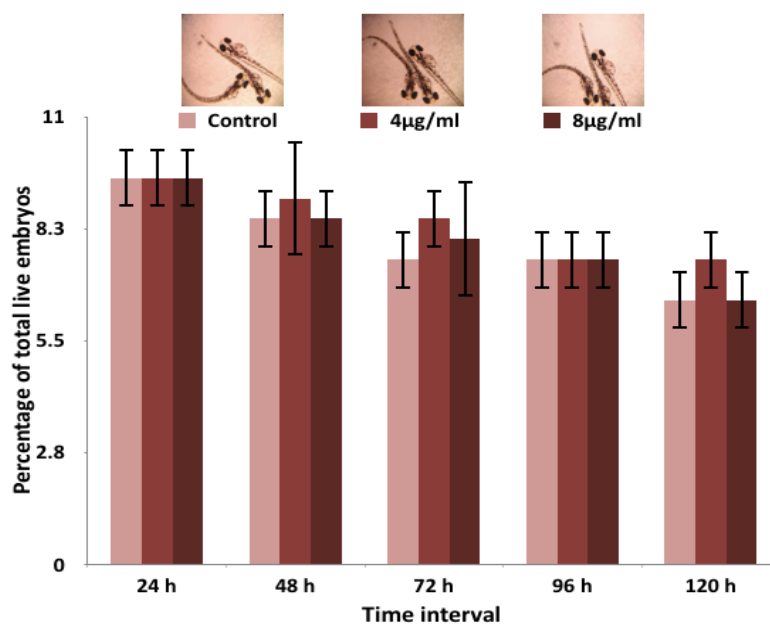 Control
4µg/ml
8µg/ml
Percentage of total live embryos
11
8.3
5.5
2.8
0
24 h
48 h
72 h
96 h
120 h
Time interval